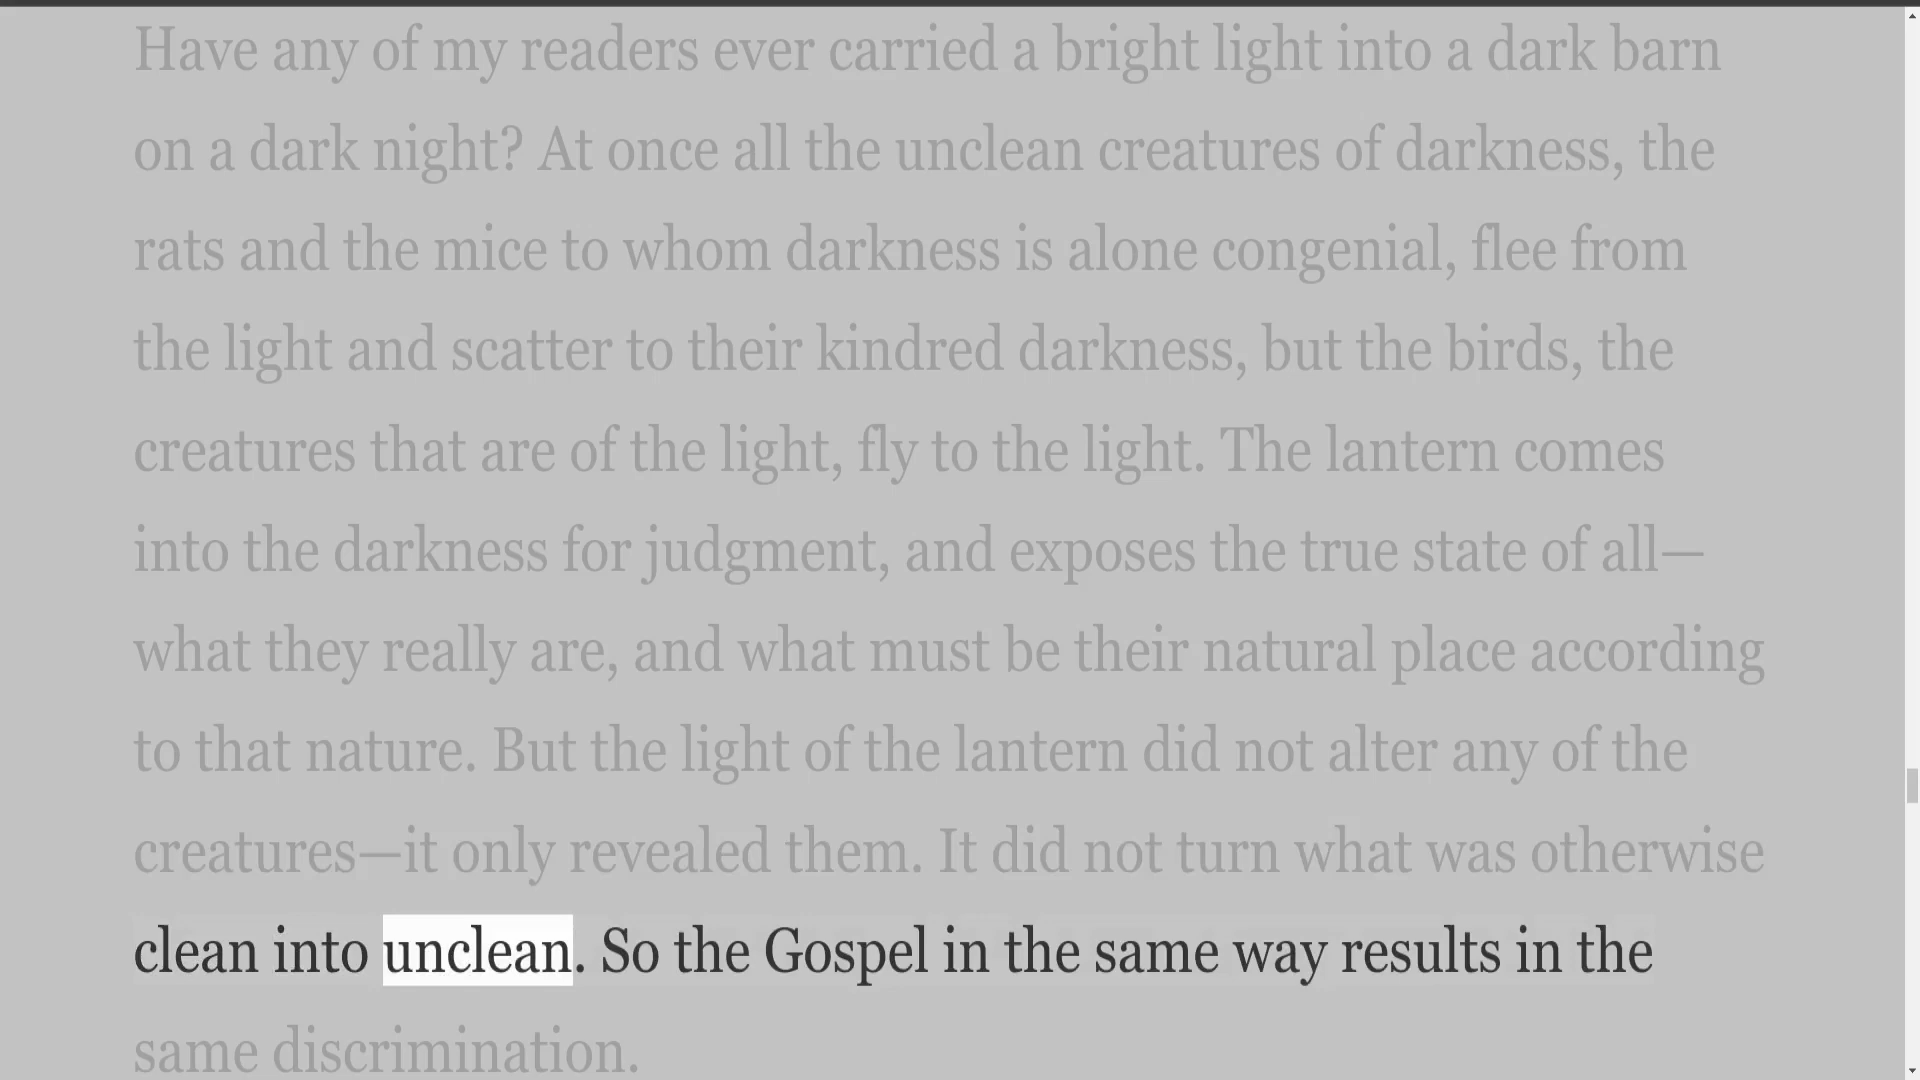 Have any of my readers ever carried a bright light into a dark barn
on a dark night? At once all the unclean creatures of darkness, the
rats and the mice to whom darkness is alone congenial, flee from
the light and scatter to their kindred darkness, but the birds, the
creatures that are of the light, fly to the light. The lantern comes
into the darkness for judgment, and exposes the true state of all—
what they really are, and what must be their natural place according
to that nature. But the light of the lantern did not alter any of the
creatures—it only revealed them. It did not turn what was otherwise
clean into unclean. So the Gospel in the same way results in the
same discrimination.